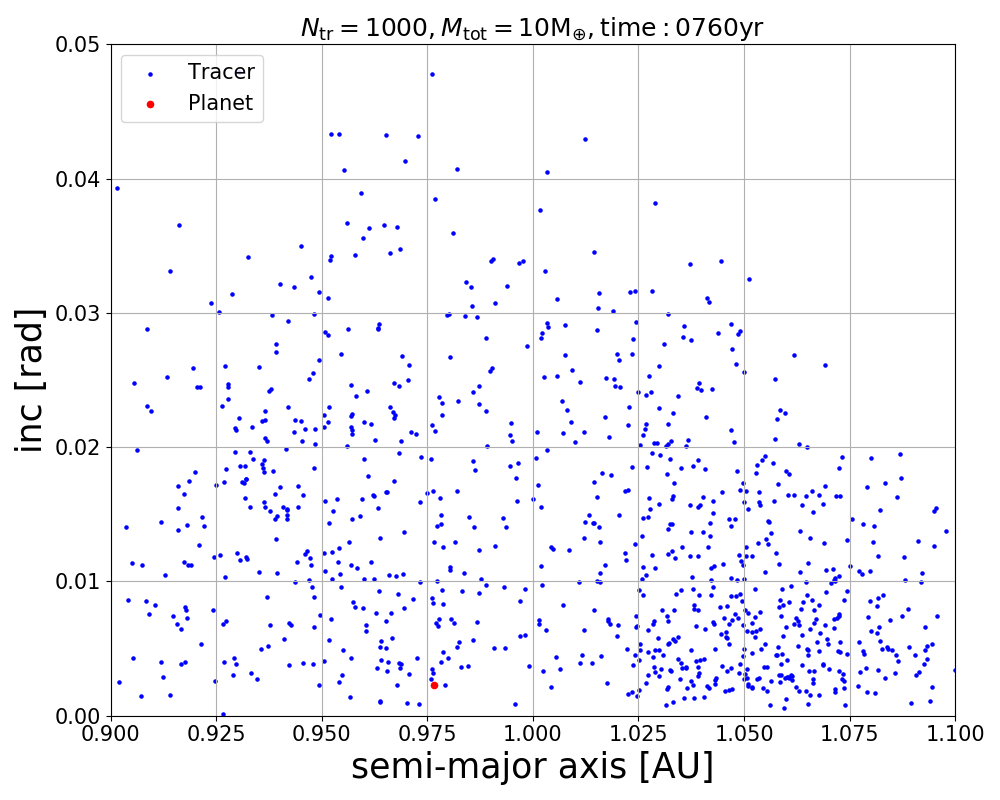 N_tr = 1000, M_tot = 10M_⊕, time : 0760yr
0.05
Tracer
Planet
0.04
0.03
0.02
0.01
0.00
inc [rad]
0.900 0.925 0.950 0.975 1.000 1.025 1.050 1.075 1.100
semi-major axis [AU]